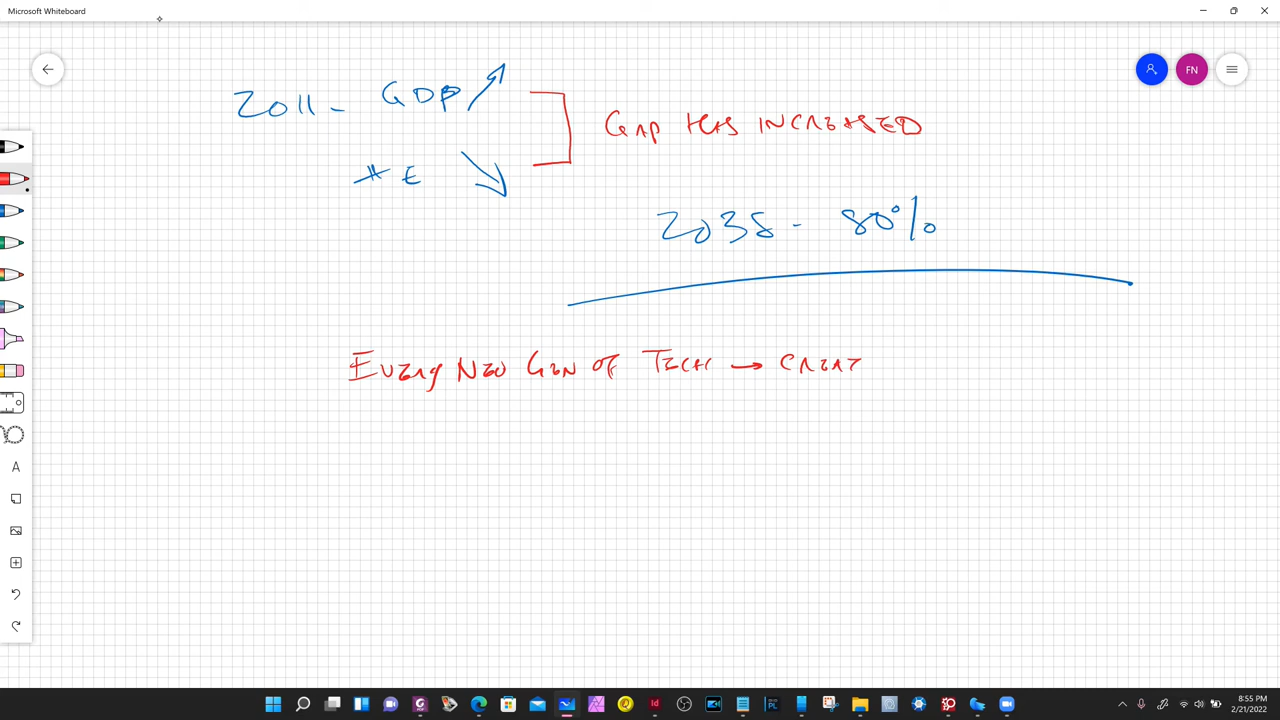 Microsoft Whiteboard
FN
2011 - GDP
GAP HAS INCREASED
# E
2038 - 80%
EVERY NEW GEN OF TECH → CREAT
A
8:55 PM
2/21/2022